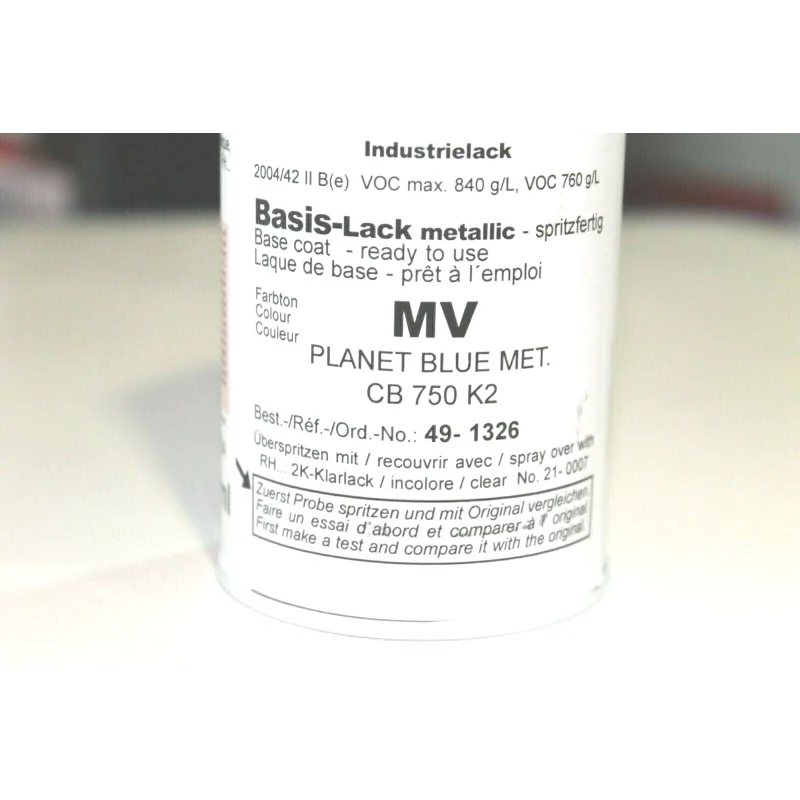 Industrielack
2004/42 II B(e) VOC max. 840 g/L, VOC 760 g/L
Basis-Lack metallic - spritzfertig
Base coat - ready to use
Laque de base - prêt à l´emploi
Farbton
Colour
Couleur
MV
PLANET BLUE MET.
CB 750 K2
Best.-/Réf.-/Ord.-No.: 49- 1326
Überspritzen mit / recouvrir avec / spray over with
RH... 2K-Klarlack / incolore / clear No. 21- 0007
Zuerst Probe spritzen und mit Original vergleichen.
Faire un essai d´abord et comparer à l´ original.
First make a test and compare it with the original.